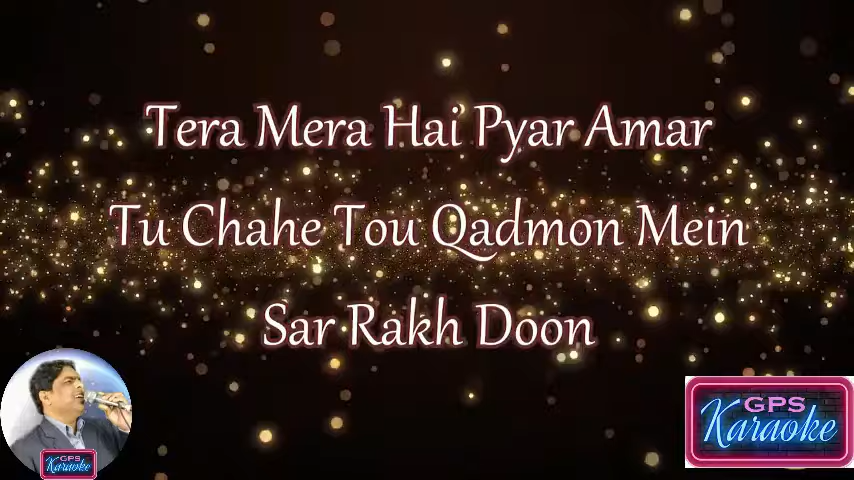 Tera Mera Hai Pyar Amar
Tu Chahe Tou Qadmon Mein
Sar Rakh Doon
GPS
Karaoke
GPS
Karaoke